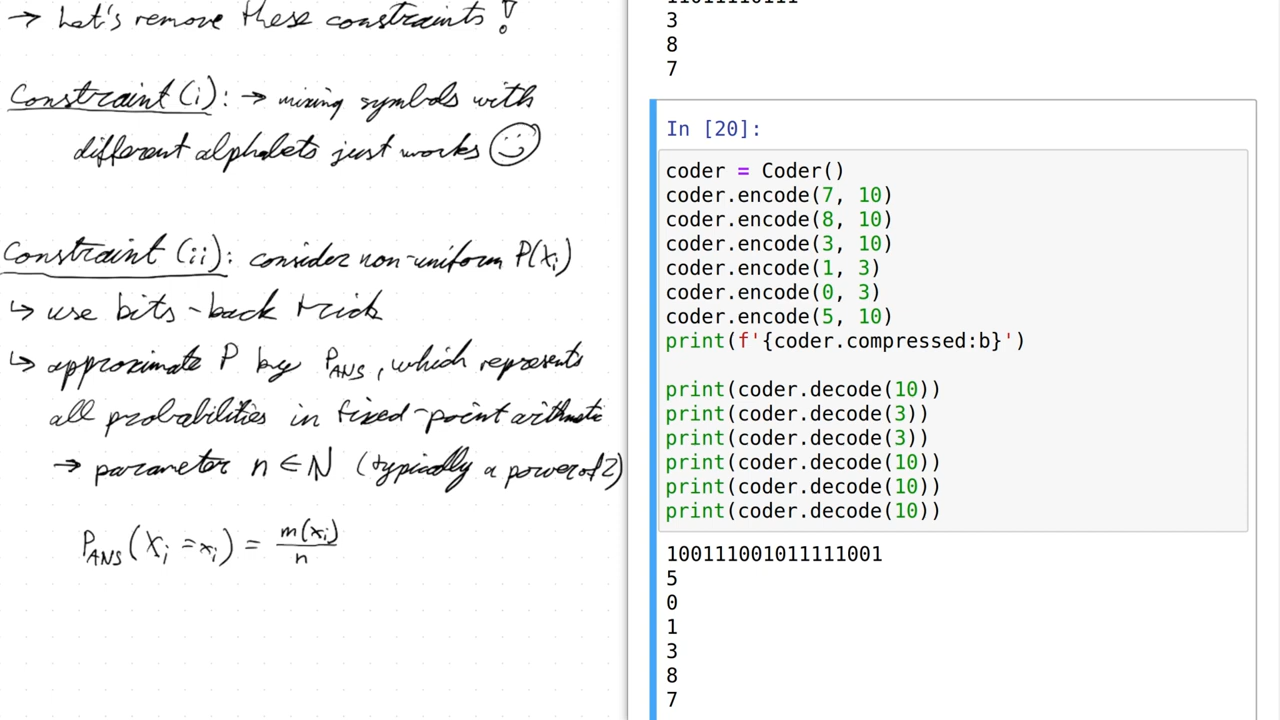 → Let's remove these constraints!
Constraint (i): → mixing symbols with
different alphabets just works
Constraint (ii): consider non-uniform P(Xi)
↳ use bits-back trick
↳ approximate P by PANS, which represents
all probabilities in fixed-point arithmetic
→ parameter n ∈ ℕ (typically a power of 2)
PANS(Xi = xi) = m(xi)/n
11011110111
3
8
7
In [20]:
coder = Coder()
coder.encode(7, 10)
coder.encode(8, 10)
coder.encode(3, 10)
coder.encode(1, 3)
coder.encode(0, 3)
coder.encode(5, 10)
print(f'{coder.compressed:b}')
print(coder.decode(10))
print(coder.decode(3))
print(coder.decode(3))
print(coder.decode(10))
print(coder.decode(10))
print(coder.decode(10))
100111001011111001
5
0
1
3
8
7